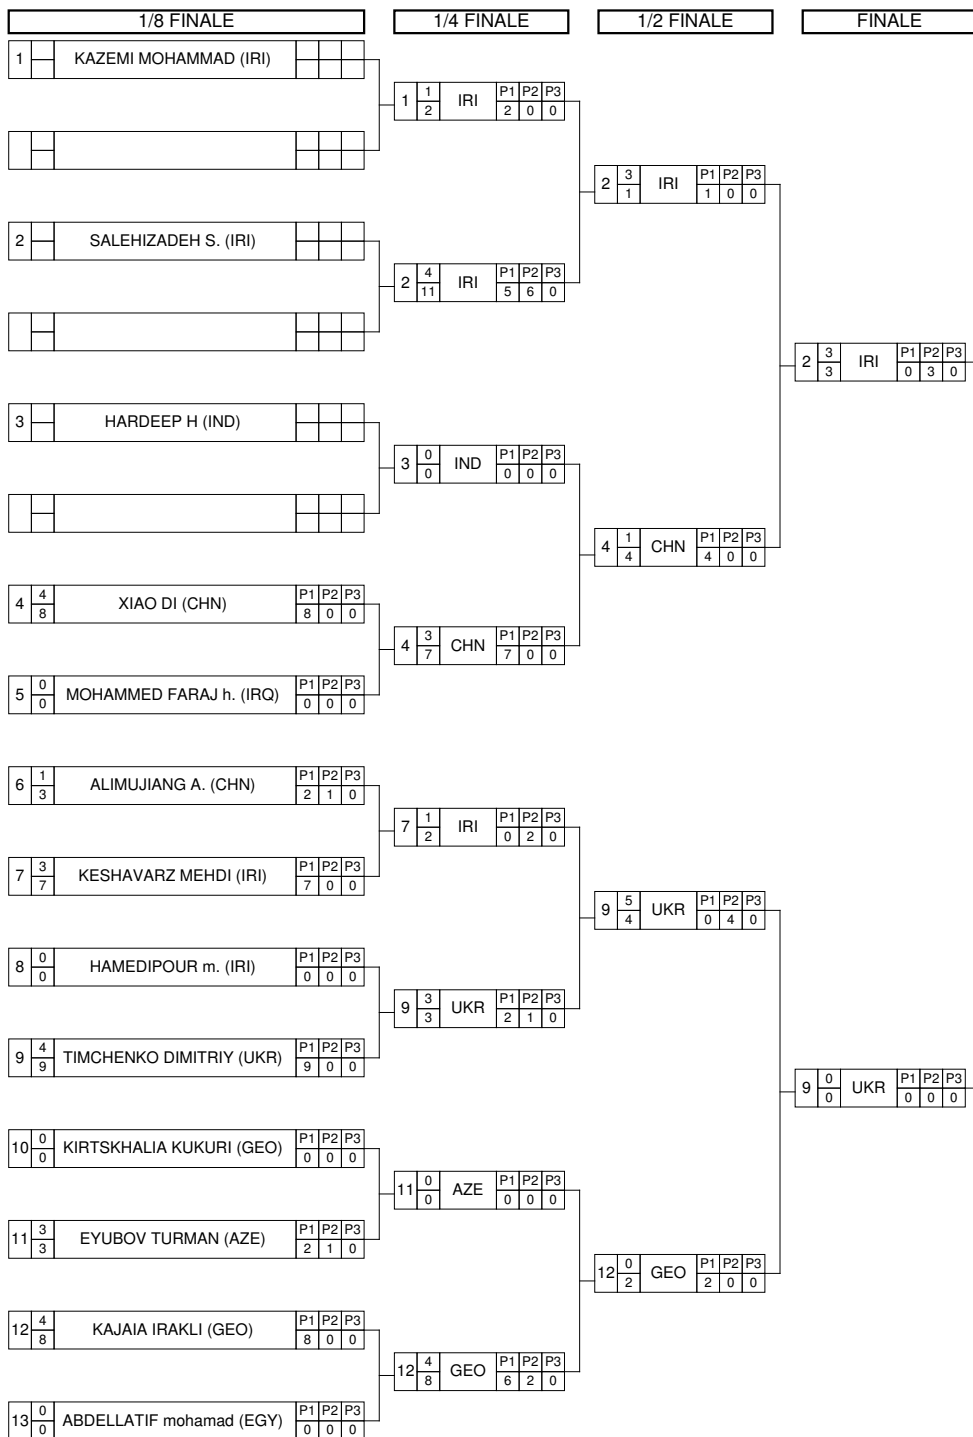 1/8 FINALE 1/4 FINALE 1/2 FINALE FINALE
1 KAZEMI MOHAMMAD (IRI)
1 1 2 IRI P1 P2 P3 2 0 0
2 3 1 IRI P1 P2 P3 1 0 0
2 SALEHIZADEH S. (IRI)
2 4 11 IRI P1 P2 P3 5 6 0
2 3 3 IRI P1 P2 P3 0 3 0
3 HARDEEP H (IND)
3 0 0 IND P1 P2 P3 0 0 0
4 1 4 CHN P1 P2 P3 4 0 0
4 4 8 XIAO DI (CHN) P1 P2 P3 8 0 0
4 3 7 CHN P1 P2 P3 7 0 0
5 0 0 MOHAMMED FARAJ h. (IRQ) P1 P2 P3 0 0 0
6 1 3 ALIMUJIANG A. (CHN) P1 P2 P3 2 1 0
7 1 2 IRI P1 P2 P3 0 2 0
7 3 7 KESHAVARZ MEHDI (IRI) P1 P2 P3 7 0 0
9 5 4 UKR P1 P2 P3 0 4 0
8 0 0 HAMEDIPOUR m. (IRI) P1 P2 P3 0 0 0
9 3 3 UKR P1 P2 P3 2 1 0
9 4 9 TIMCHENKO DIMITRIY (UKR) P1 P2 P3 9 0 0
9 0 0 UKR P1 P2 P3 0 0 0
10 0 0 KIRTSKHALIA KUKURI (GEO) P1 P2 P3 0 0 0
11 0 0 AZE P1 P2 P3 0 0 0
11 3 3 EYUBOV TURMAN (AZE) P1 P2 P3 2 1 0
12 0 2 GEO P1 P2 P3 2 0 0
12 4 8 KAJAIA IRAKLI (GEO) P1 P2 P3 8 0 0
12 4 8 GEO P1 P2 P3 6 2 0
13 0 0 ABDELLATIF mohamad (EGY) P1 P2 P3 0 0 0